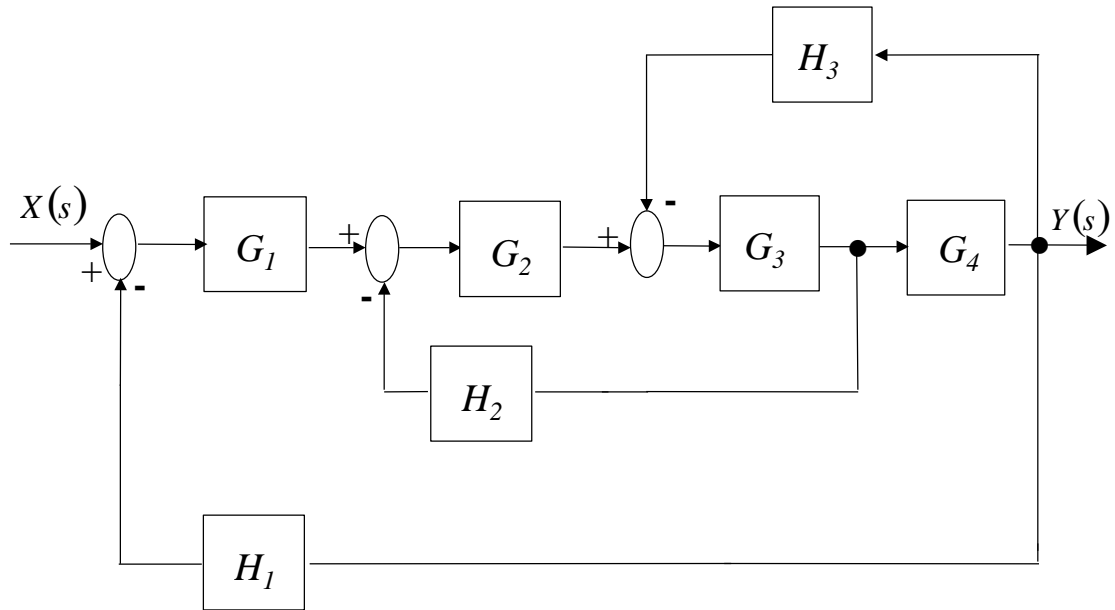 H₃
-
X(s)
G₁
+
G₂
+
G₃
G₄
Y(s)
+
-
-
H₂
H₁